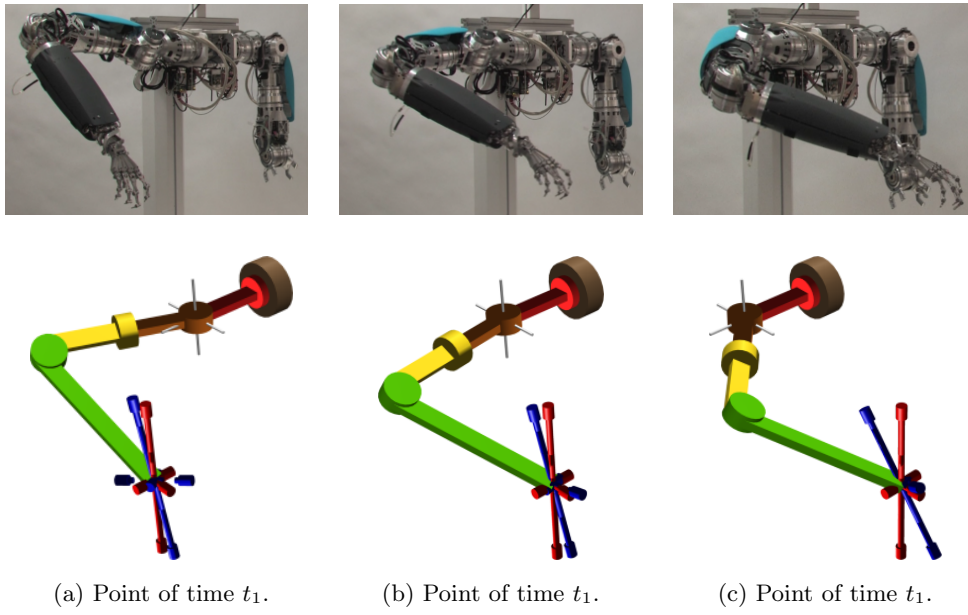 (a) Point of time t₁.
(b) Point of time t₁.
(c) Point of time t₁.